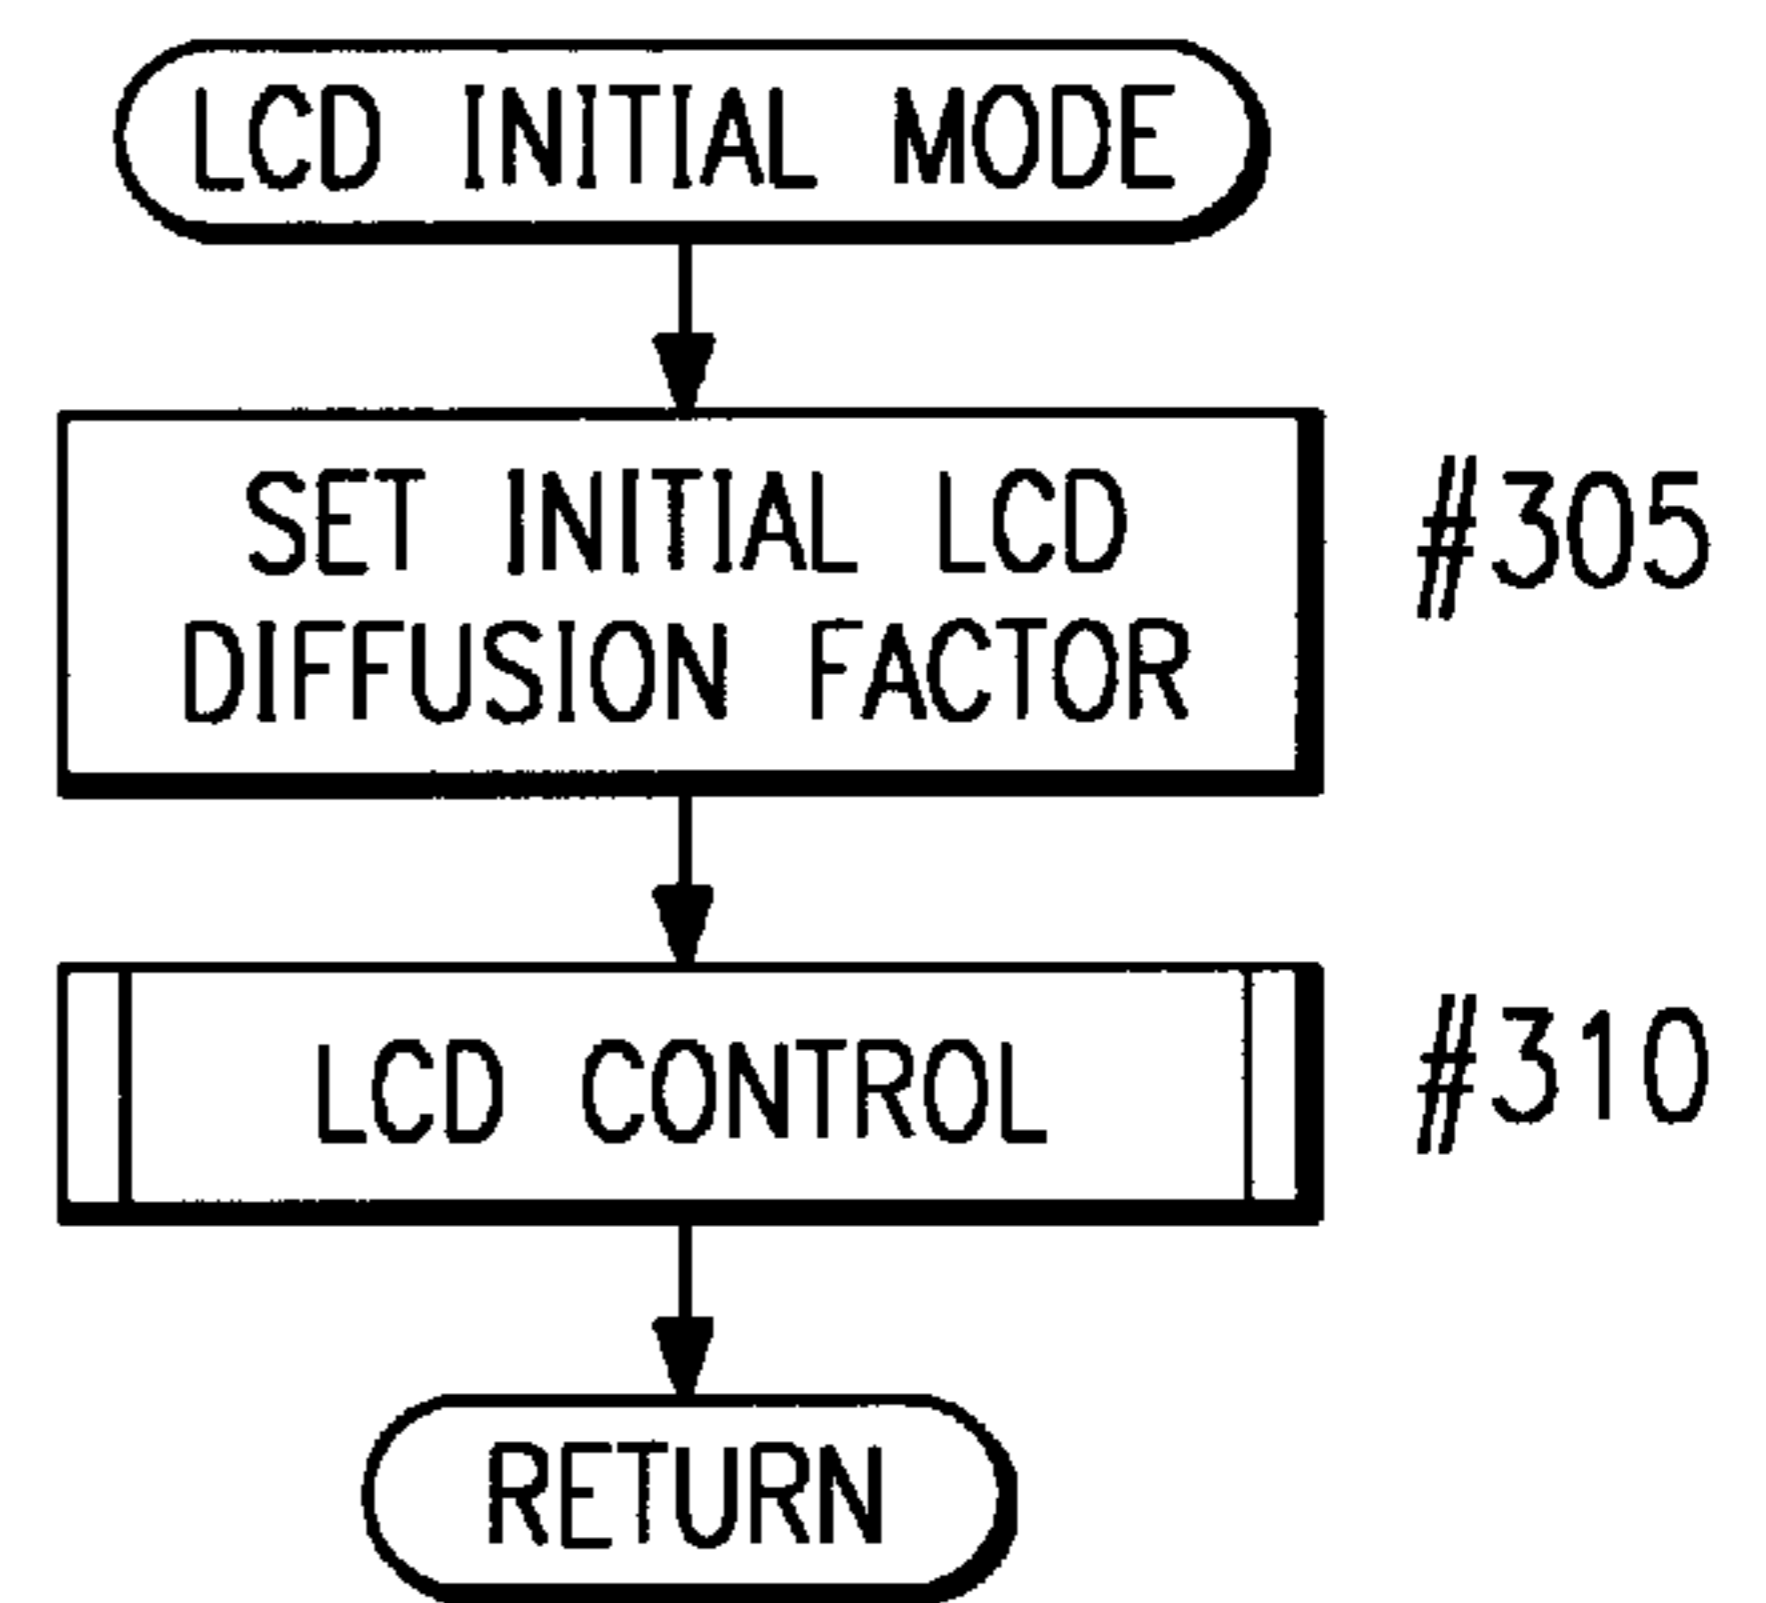 LCD INITIAL MODE
SET INITIAL LCD
DIFFUSION FACTOR
#305
LCD CONTROL
#310
RETURN